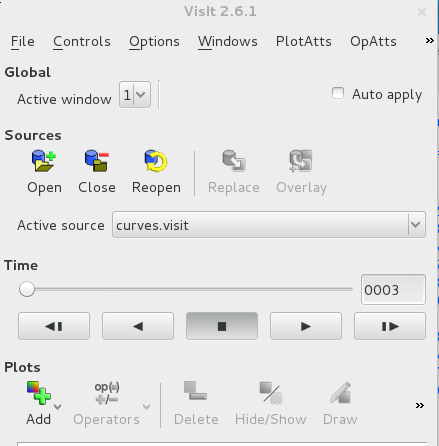 VisIt 2.6.1
File Controls Options Windows PlotAtts OpAtts »
Global
Active window 1 Auto apply
Sources
Open Close Reopen Replace Overlay
Active source curves.visit
Time
0003
Plots
op(x) +/−
Add Operators Delete Hide/Show Draw »